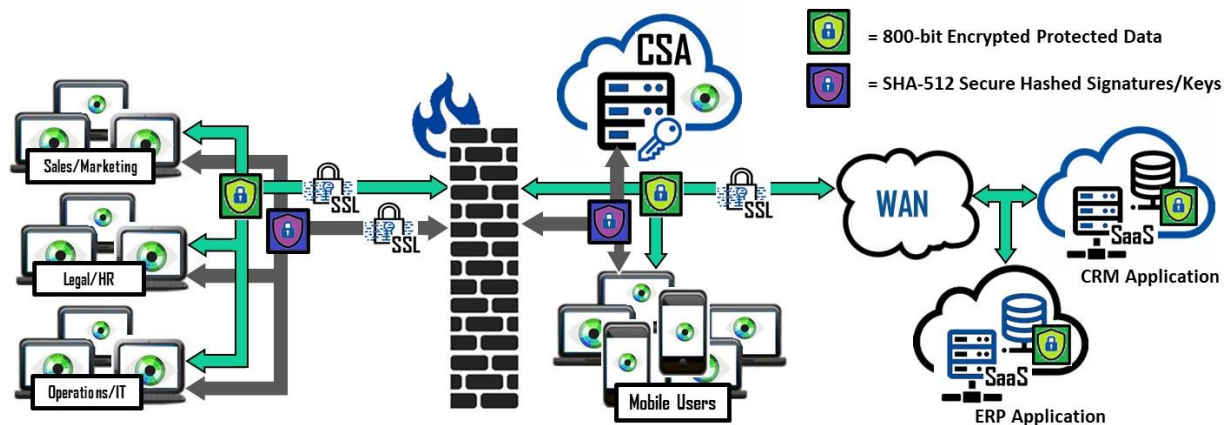 CSA
= 800-bit Encrypted Protected Data
= SHA-512 Secure Hashed Signatures/Keys
Sales/Marketing
SSL
SSL
SSL
WAN
SaaS
CRM Application
Legal/HR
Operations/IT
Mobile Users
SaaS
ERP Application